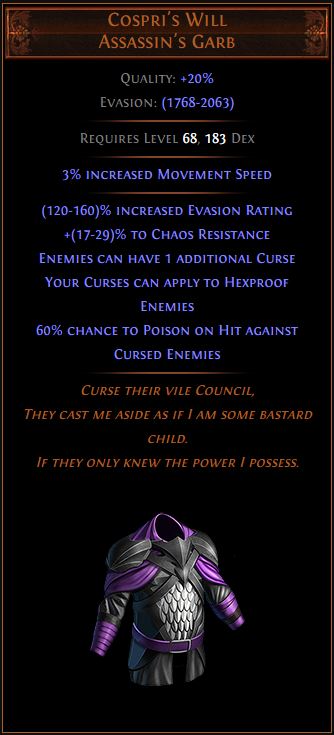 Cospri's Will
Assassin's Garb
Quality: +20%
Evasion: (1768-2063)
Requires Level 68, 183 Dex
3% increased Movement Speed
(120-160)% increased Evasion Rating
+(17-29)% to Chaos Resistance
Enemies can have 1 additional Curse
Your Curses can apply to Hexproof
Enemies
60% chance to Poison on Hit against
Cursed Enemies
Curse their vile Council,
They cast me aside as if I am some bastard
child.
If they only knew the power I possess.